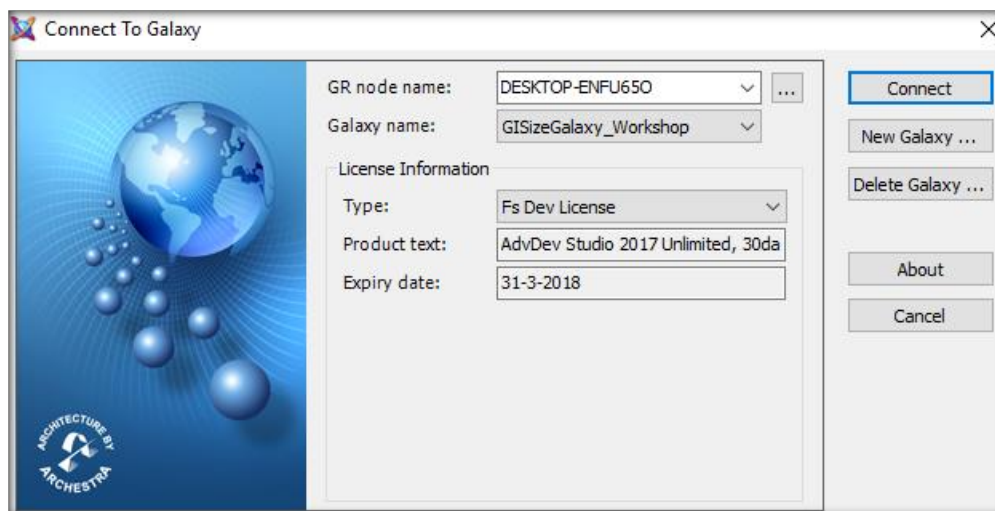 Connect To Galaxy
GR node name: DESKTOP-ENFU65O ...
Galaxy name: GISizeGalaxy_Workshop
License Information
Type: Fs Dev License
Product text: AdvDev Studio 2017 Unlimited, 30da
Expiry date: 31-3-2018
Connect
New Galaxy ...
Delete Galaxy ...
About
Cancel
ARCHITECTURE BY
ARCHESTRA